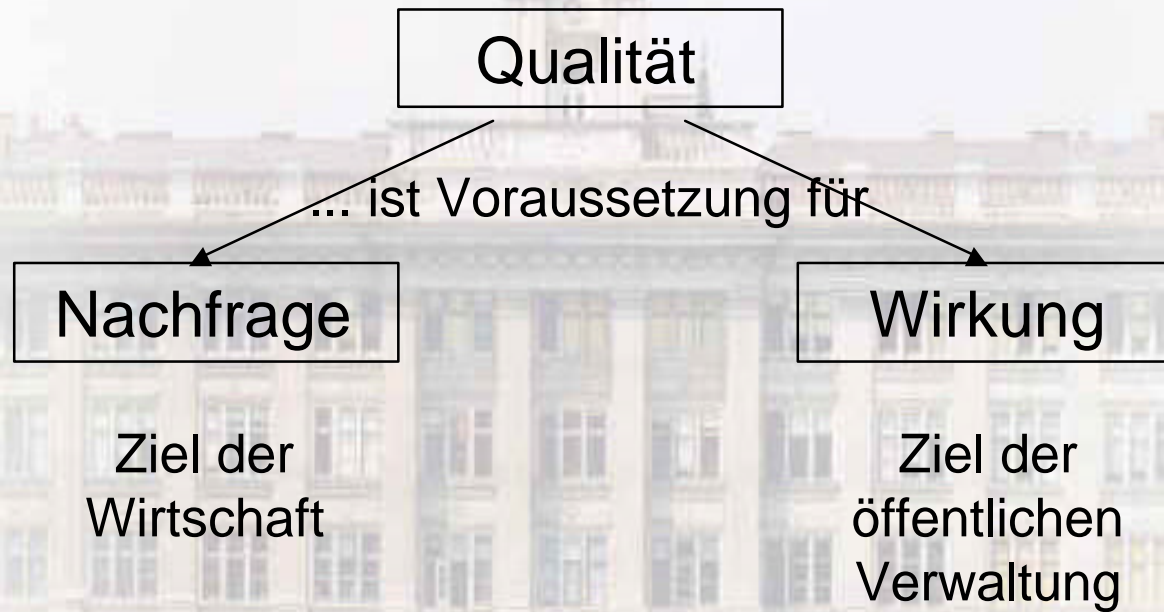 Qualität
... ist Voraussetzung für
Nachfrage
Wirkung
Ziel der
Wirtschaft
Ziel der
öffentlichen
Verwaltung